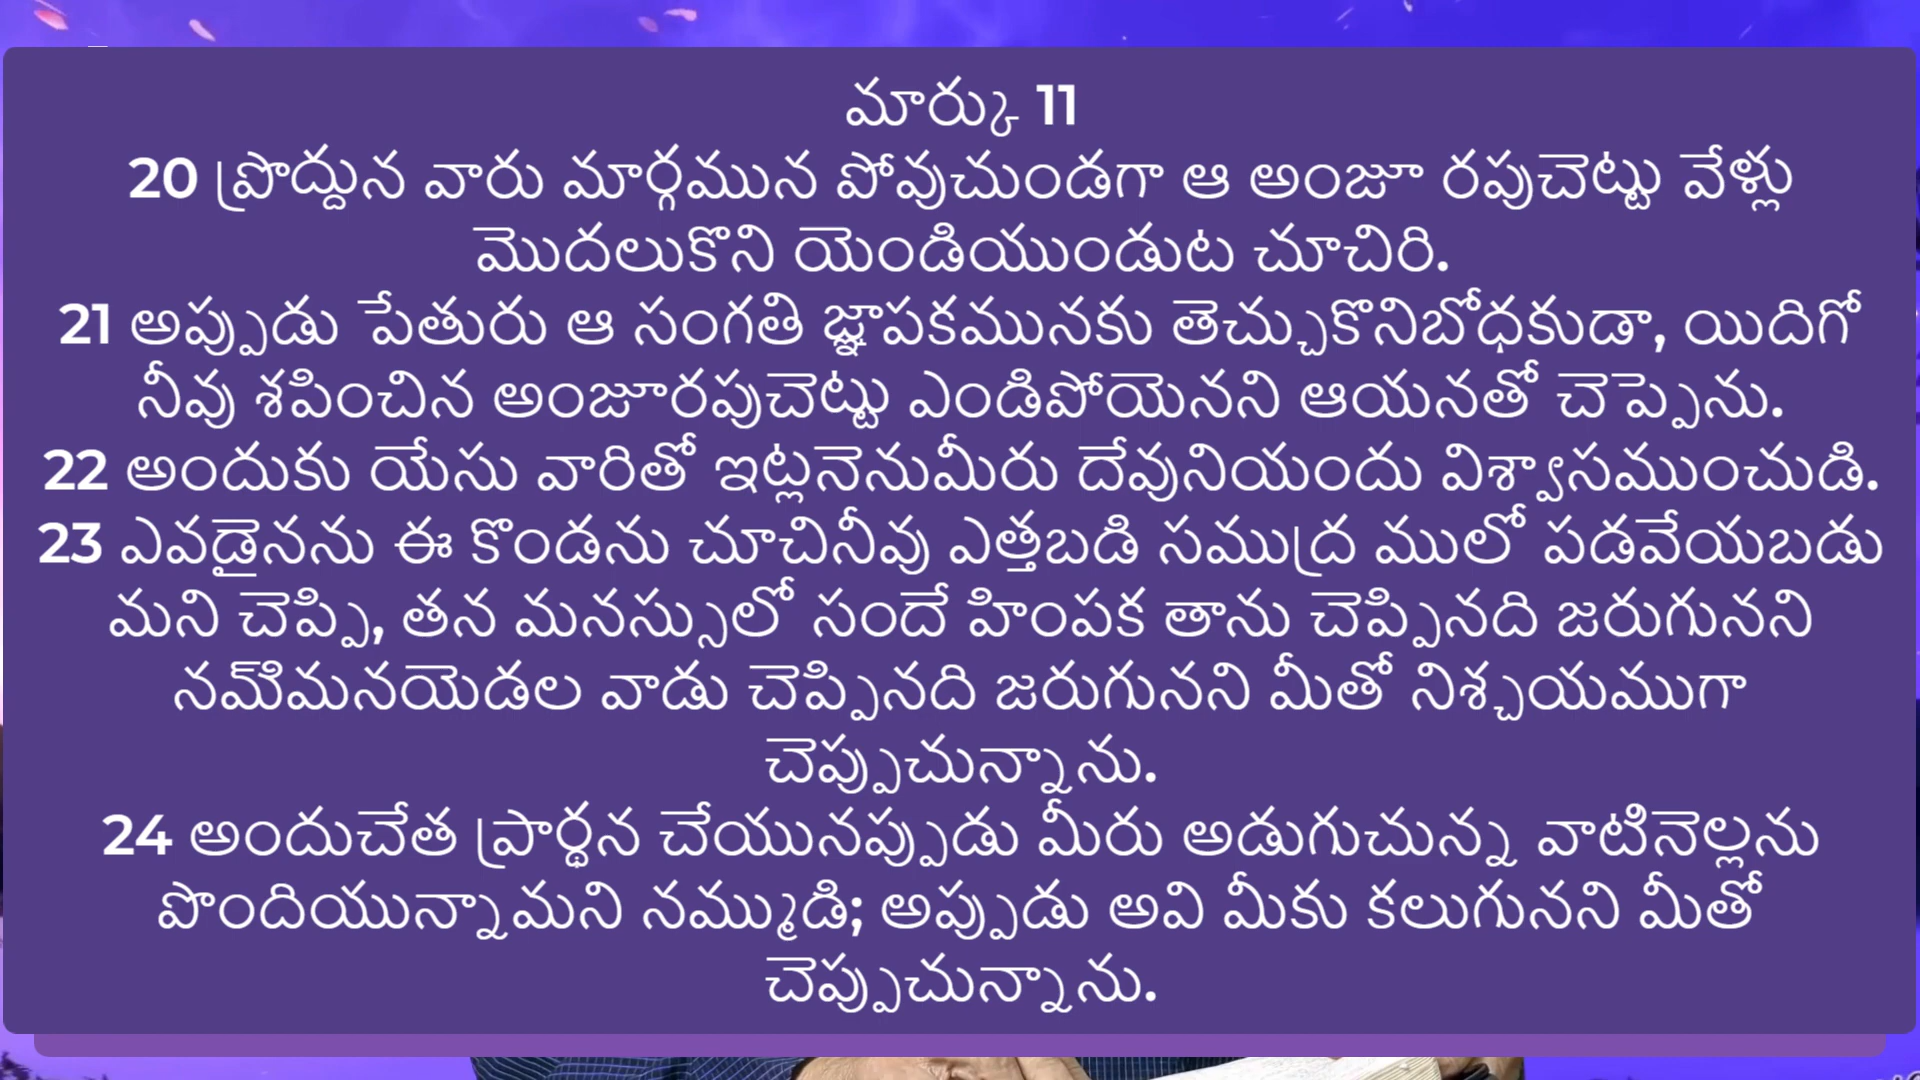 మార్కు 11
20 ప్రొద్దున వారు మార్గమున పోవుచుండగా ఆ అంజూ రపుచెట్టు వేళ్లు
మొదలుకొని యెండియుండుట చూచిరి.
21 అప్పుడు పేతురు ఆ సంగతి జ్ఞాపకమునకు తెచ్చుకొనిబోధకుడా, యిదిగో
నీవు శపించిన అంజూరపుచెట్టు ఎండిపోయెనని ఆయనతో చెప్పెను.
22 అందుకు యేసు వారితో ఇట్లనెనుమీరు దేవునియందు విశ్వాసముంచుడి.
23 ఎవడైనను ఈ కొండను చూచినీవు ఎత్తబడి సముద్ర ములో పడవేయబడు
మని చెప్పి, తన మనస్సులో సందే హింపక తాను చెప్పినది జరుగునని
నమి్మనయెడల వాడు చెప్పినది జరుగునని మీతో నిశ్చయముగా
చెప్పుచున్నాను.
24 అందుచేత ప్రార్థన చేయునప్పుడు మీరు అడుగుచున్న వాటినెల్లను
పొందియున్నామని నమ్ముడి; అప్పుడు అవి మీకు కలుగునని మీతో
చెప్పుచున్నాను.